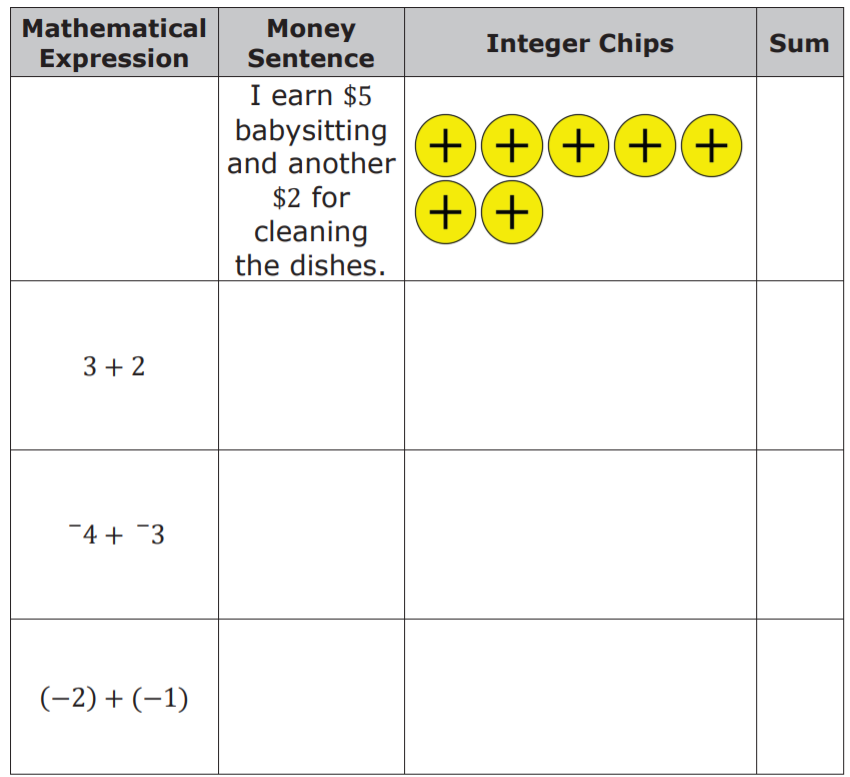 Mathematical
Expression
Money
Sentence
Integer Chips
Sum
I earn $5
babysitting
and another
$2 for
cleaning
the dishes.
+ + + + +
+ +
3 + 2
⁻4 + ⁻3
(−2) + (−1)